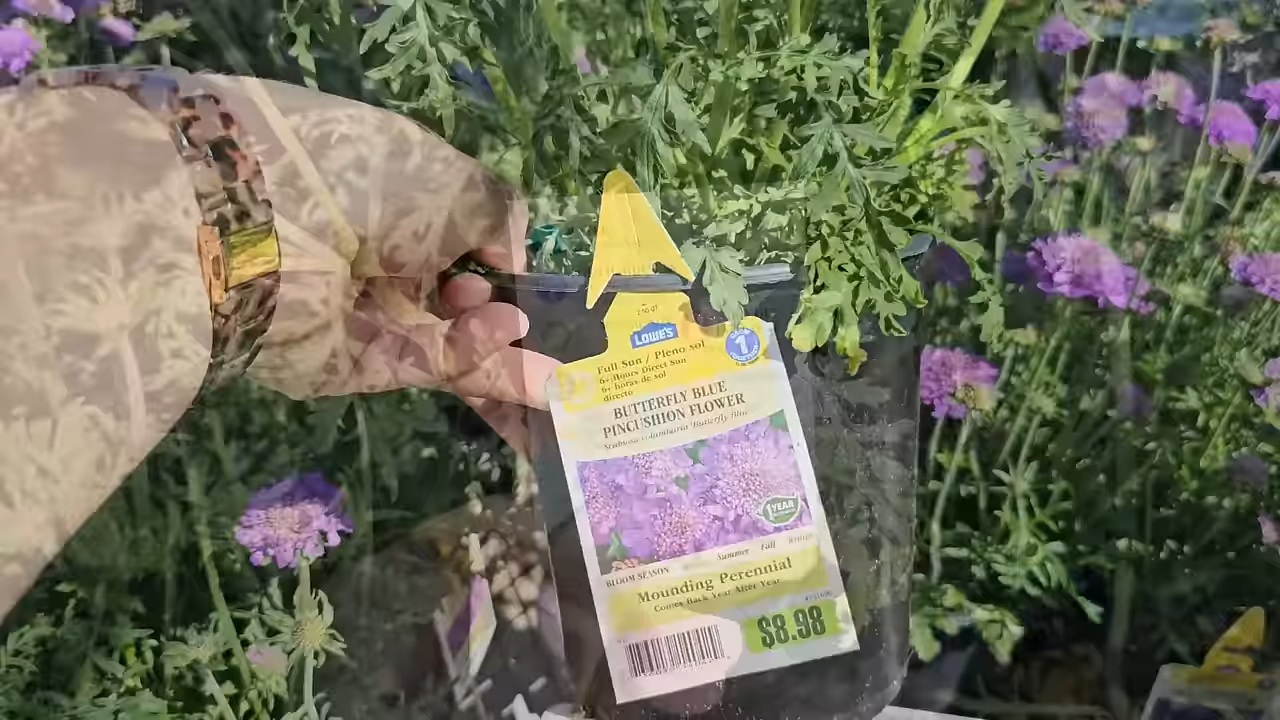 LOWE'S
Full Sun / Pleno sol
6+ Hours Direct Sun
6+ horas de sol
directo
1
BUTTERFLY BLUE
PINCUSHION FLOWER
Scabiosa columbaria 'Butterfly Blue'
1 YEAR
BLOOM SEASON
Summer Fall
Mounding Perennial
Comes Back Year After Year
$8.98